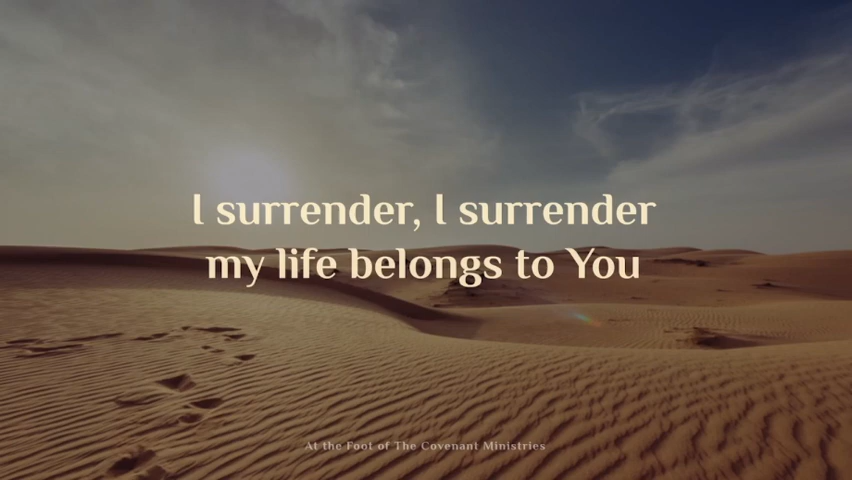 I surrender, I surrender
my life belongs to You
At the Foot of The Covenant Ministries